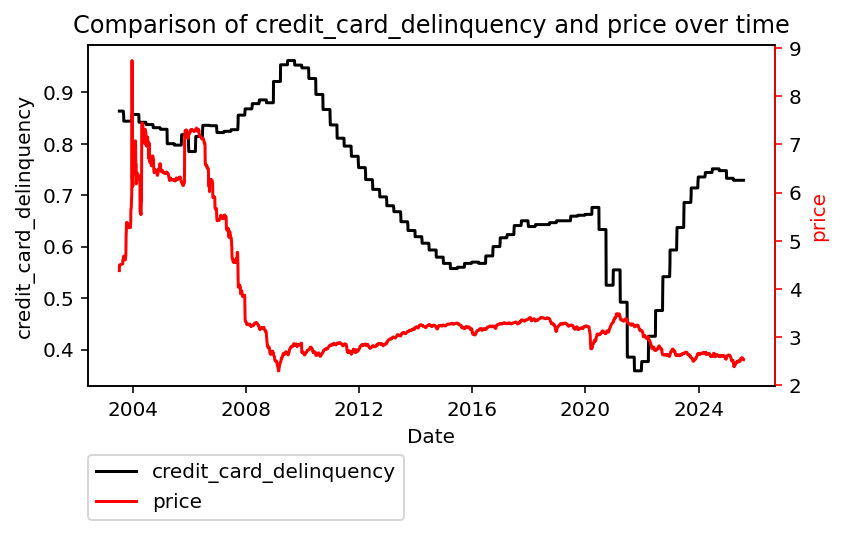 Comparison of credit_card_delinquency and price over time
credit_card_delinquency
0.9
0.8
0.7
0.6
0.5
0.4
9
8
7
6
5
4
3
2
price
2004 2008 2012 2016 2020 2024
Date
credit_card_delinquency
price